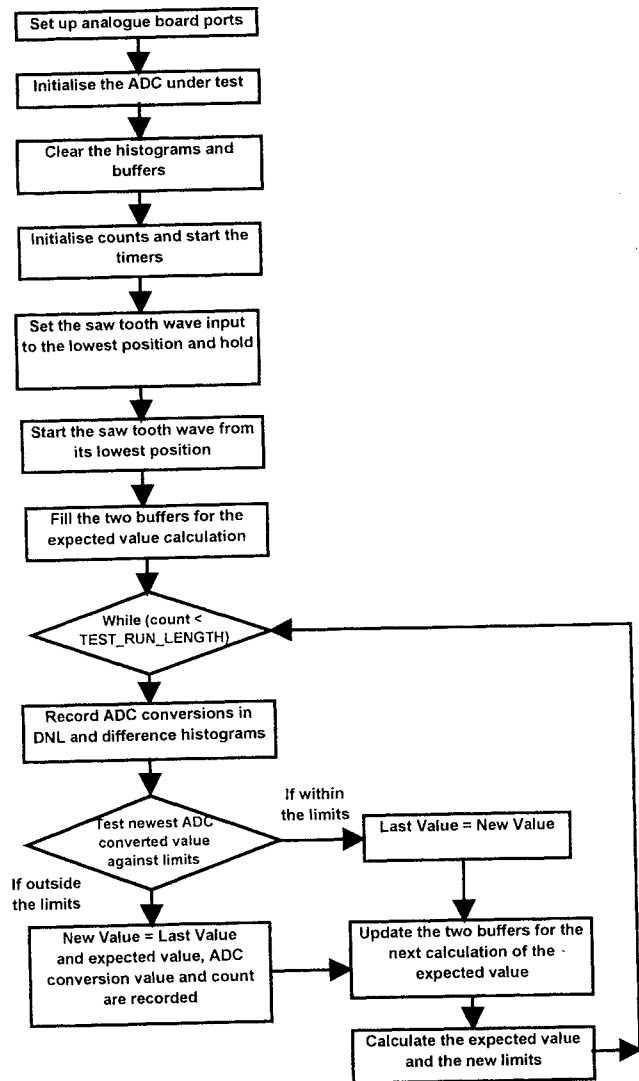 Set up analogue board ports
Initialise the ADC under test
Clear the histograms and
buffers
Initialise counts and start the
timers
Set the saw tooth wave input
to the lowest position and hold
Start the saw tooth wave from
its lowest position
Fill the two buffers for the
expected value calculation
While (count <
TEST_RUN_LENGTH)
Record ADC conversions in
DNL and difference histograms
Test newest ADC
converted value
against limits
If within
the limits
Last Value = New Value
If outside
the limits
New Value = Last Value
and expected value, ADC
conversion value and count
are recorded
Update the two buffers for the
next calculation of the
expected value
Calculate the expected value
and the new limits